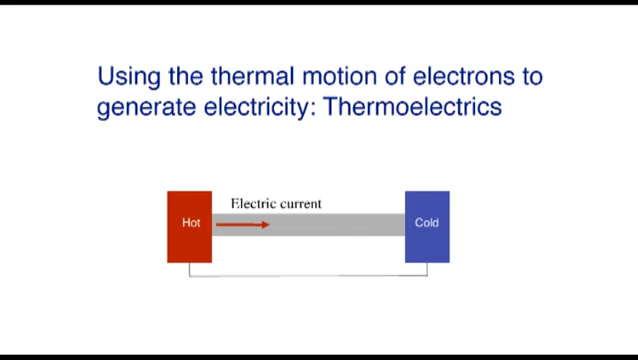 Using the thermal motion of electrons to
generate electricity: Thermoelectrics
Electric current
Hot
Cold